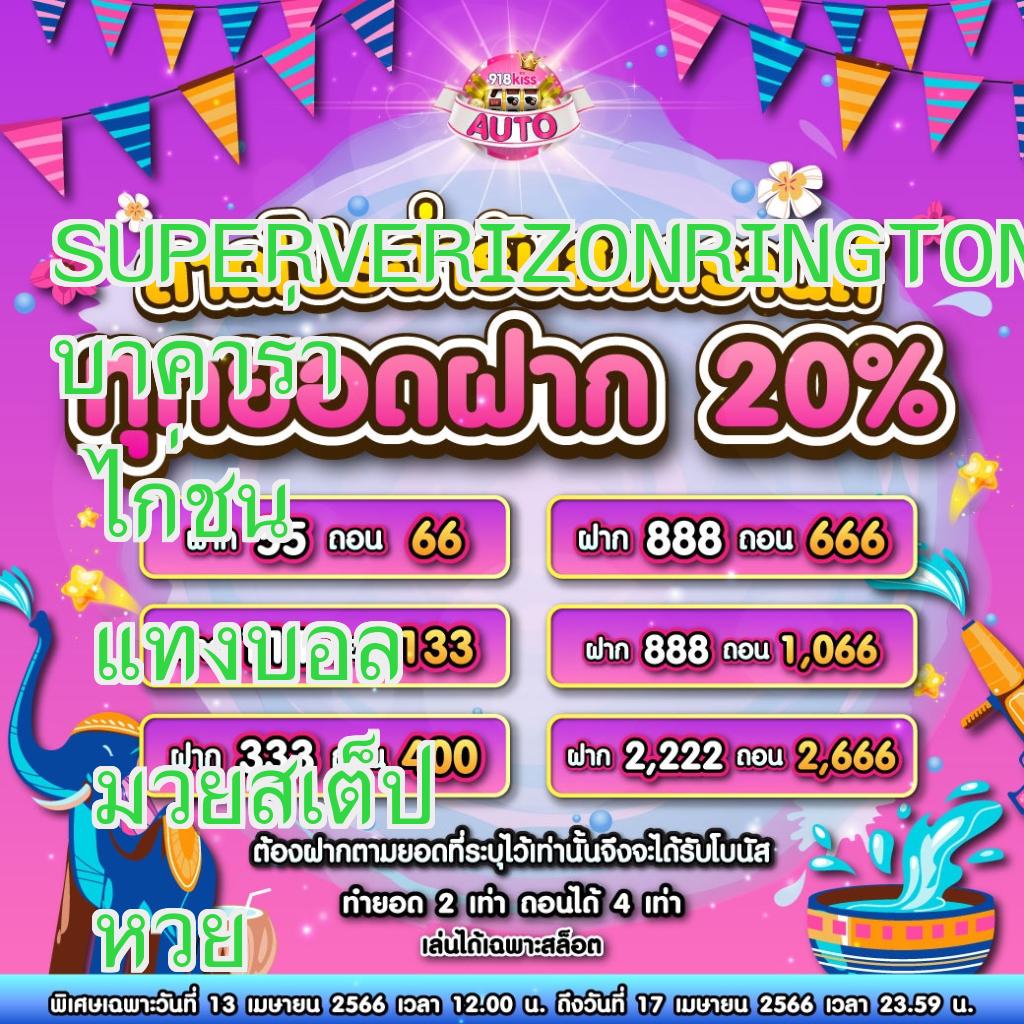 918kiss
AUTO
SUPERVERIZONRINGTON
บาคาร่า
ทุกยอดฝาก 20%
ไก่ชน
ฝาก 55 ถอน 66
ฝาก 888 ถอน 666
แทงบอล
133
ฝาก 888 ถอน 1,066
ฝาก 333 ถอน 400
ฝาก 2,222 ถอน 2,666
มวยสเต็ป
ต้องฝากตามยอดที่ระบุไว้เท่านั้นจึงจะได้รับโบนัส
ทำยอด 2 เท่า ถอนได้ 4 เท่า
หวย
เล่นได้เฉพาะสล็อต
พิเศษเฉพาะวันที่ 13 เมษายน 2566 เวลา 12.00 น. ถึงวันที่ 17 เมษายน 2566 เวลา 23.59 น.